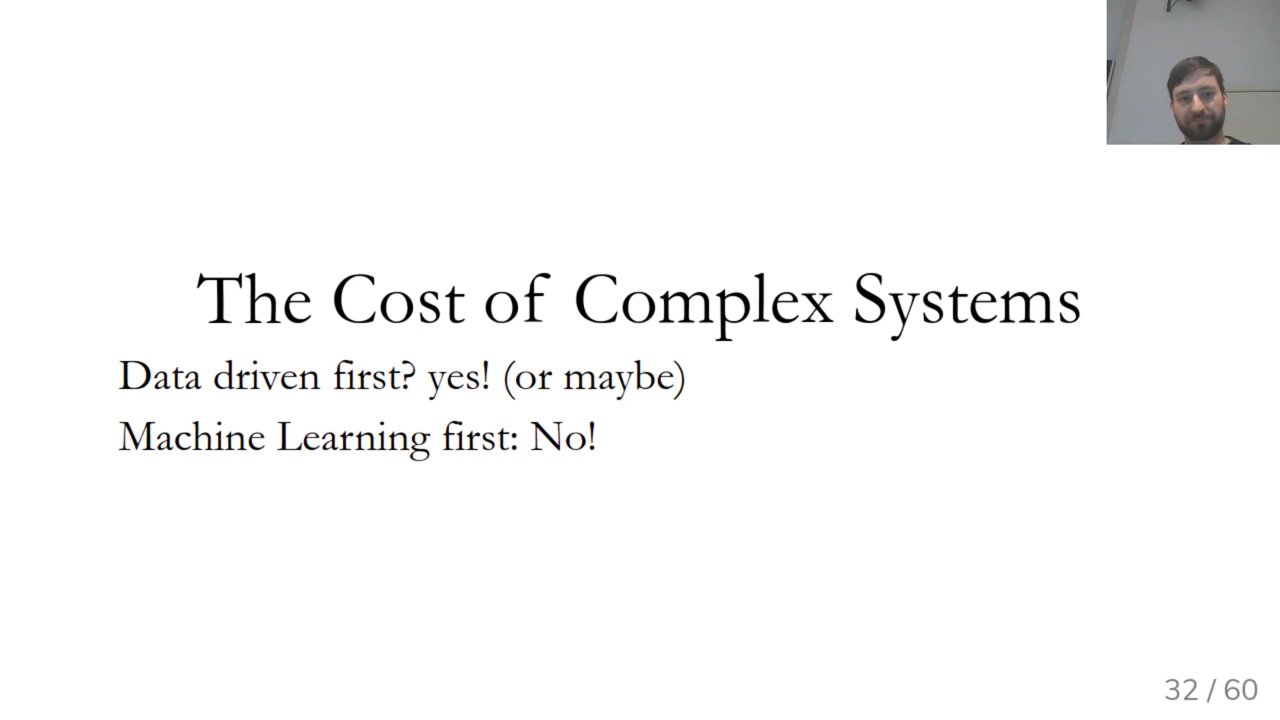 The Cost of Complex Systems
Data driven first? yes! (or maybe)
Machine Learning first: No!
32 / 60